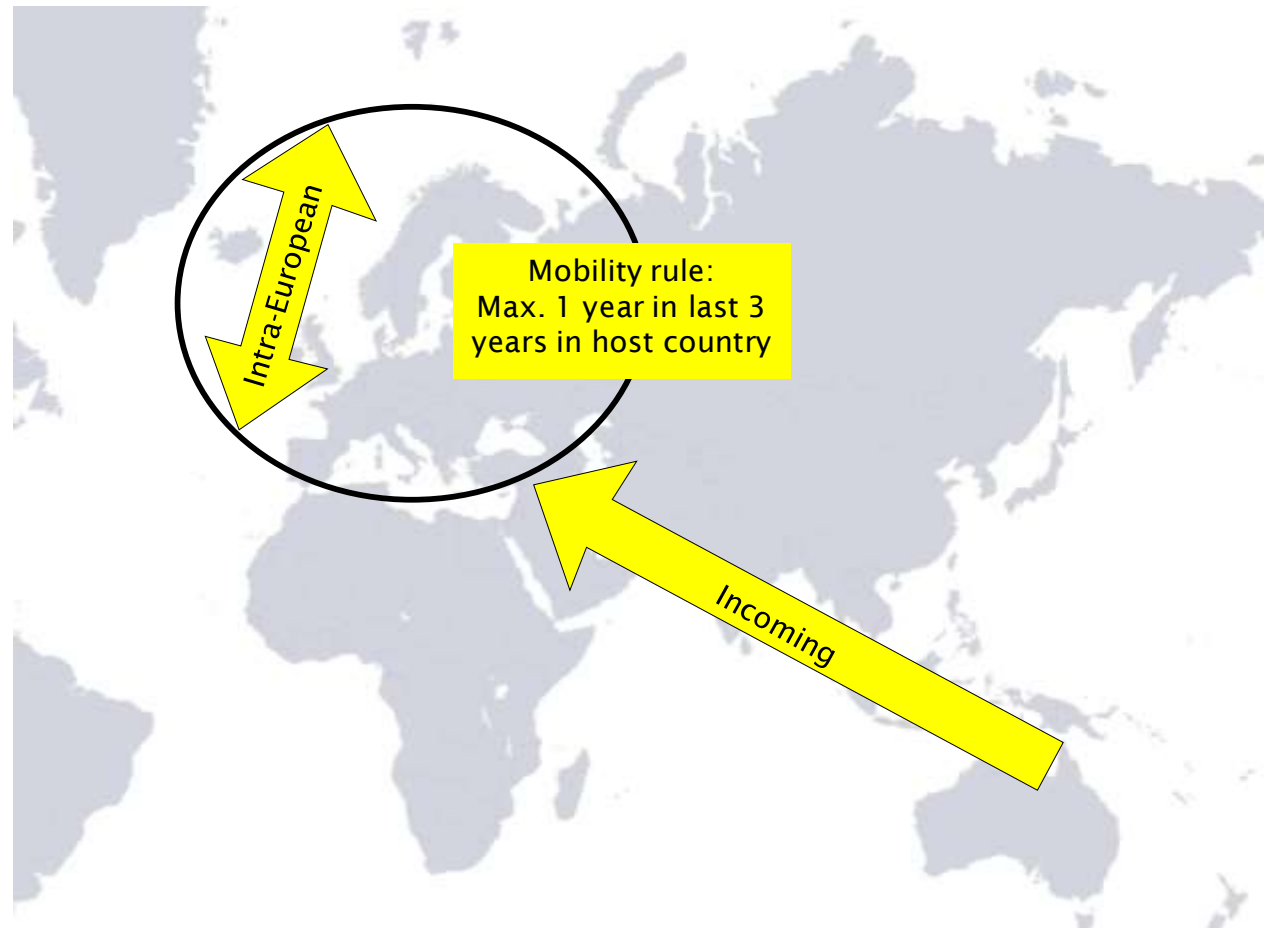 Intra-European
Mobility rule:
Max. 1 year in last 3
years in host country
Incoming